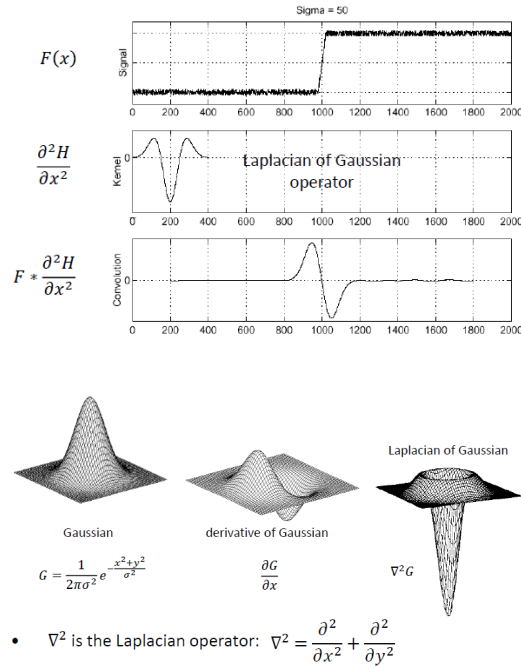 Sigma = 50
F(x)
Signal
0 200 400 600 800 1000 1200 1400 1600 1800 2000
∂²H/∂x²
0
Kernel
Laplacian of Gaussian
operator
0 200 400 600 800 1000 1200 1400 1600 1800 2000
F * ∂²H/∂x²
0
Convolution
0 200 400 600 800 1000 1200 1400 1600 1800 2000
Laplacian of Gaussian
Gaussian
derivative of Gaussian
G = 1/(2πσ²) e^(-(x²+y²)/σ²)
∂G/∂x
∇²G
• ∇² is the Laplacian operator: ∇² = ∂²/∂x² + ∂²/∂y²